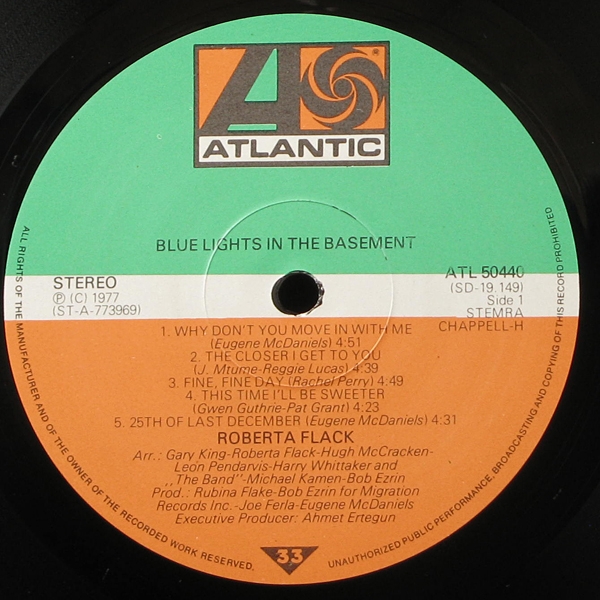 ATLANTIC
BLUE LIGHTS IN THE BASEMENT
STEREO
℗ (C) 1977
(ST-A-773969)
ATL 50440
(SD-19.149)
Side 1
STEMRA
CHAPPELL-H
1. WHY DON'T YOU MOVE IN WITH ME
(Eugene McDaniels) 4:51
2. THE CLOSER I GET TO YOU
(J. Mtume-Reggie Lucas) 4:39
3. FINE, FINE DAY (Rachel Perry) 4:49
4. THIS TIME I'LL BE SWEETER
(Gwen Guthrie-Pat Grant) 4:23
5. 25TH OF LAST DECEMBER (Eugene McDaniels) 4:31
ROBERTA FLACK
Arr.: Gary King-Roberta Flack-Hugh McCracken-
Leon Pendarvis-Harry Whittaker and
,,The Band''-Michael Kamen-Bob Ezrin
Prod.: Rubina Flake-Bob Ezrin for Migration
Records Inc.-Joe Ferla-Eugene McDaniels
Executive Producer: Ahmet Ertegun
33
ALL RIGHTS OF THE MANUFACTURER AND OF THE OWNER OF THE RECORDED WORK RESERVED.
UNAUTHORIZED PUBLIC PERFORMANCE, BROADCASTING AND COPYING OF THIS RECORD PROHIBITED